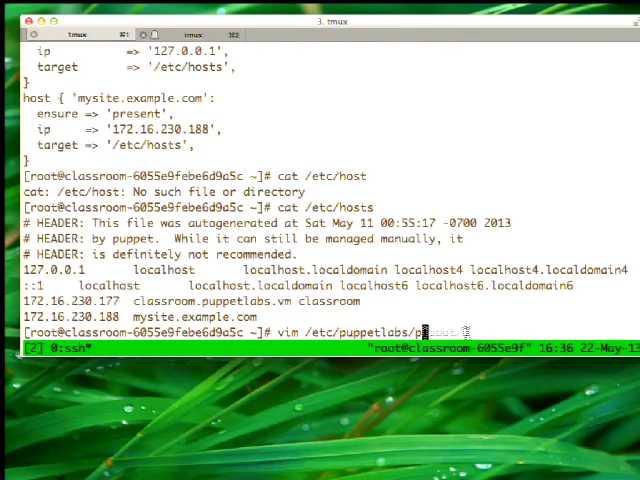 3. tmux
tmux ⌘1 tmux ⌘2
ip => '127.0.0.1',
target => '/etc/hosts',
}
host { 'mysite.example.com':
ensure => 'present',
ip => '172.16.230.188',
target => '/etc/hosts',
}
[root@classroom-6055e9febe6d9a5c ~]# cat /etc/host
cat: /etc/host: No such file or directory
[root@classroom-6055e9febe6d9a5c ~]# cat /etc/hosts
# HEADER: This file was autogenerated at Sat May 11 00:55:17 -0700 2013
# HEADER: by puppet. While it can still be managed manually, it
# HEADER: is definitely not recommended.
127.0.0.1 localhost localhost.localdomain localhost4 localhost4.localdomain4
::1 localhost localhost.localdomain localhost6 localhost6.localdomain6
172.16.230.177 classroom.puppetlabs.vm classroom
172.16.230.188 mysite.example.com
[root@classroom-6055e9febe6d9a5c ~]# vim /etc/puppetlabs/p
[2] 0:ssh* "root@classroom-6055e9f" 16:36 22-May-13